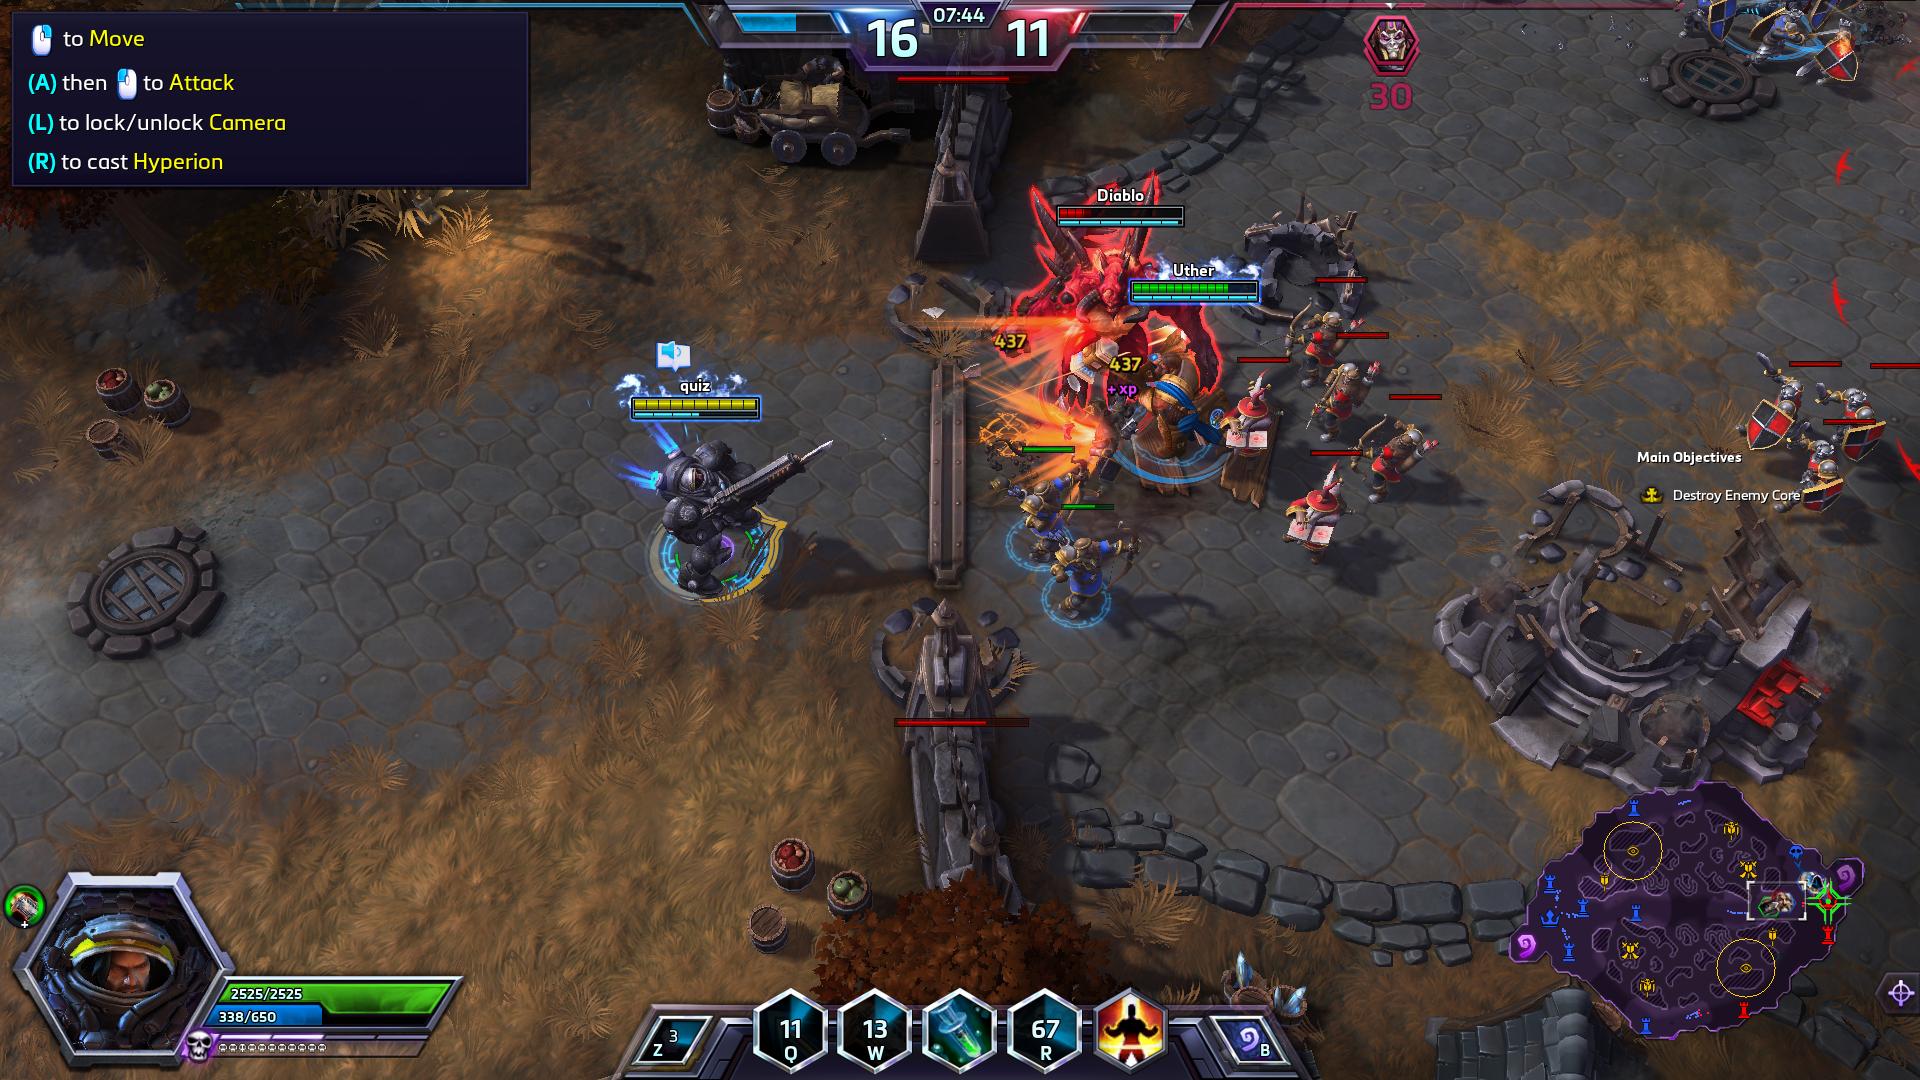 to Move
(A) then to Attack
(L) to lock/unlock Camera
(R) to cast Hyperion
16 07:44 11
30
Diablo
Uther
437
437
+xp
quiz
Main Objectives
Destroy Enemy Core
2525/2525
338/650
+
Z 3
11 Q
13 W
67 R
B